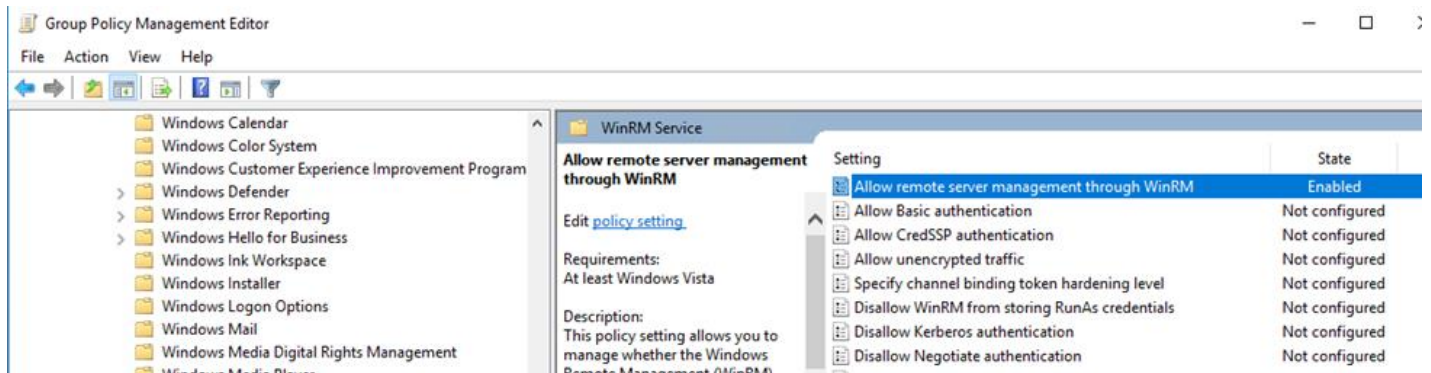 Group Policy Management Editor
File Action View Help
Windows Calendar
Windows Color System
Windows Customer Experience Improvement Program
Windows Defender
Windows Error Reporting
Windows Hello for Business
Windows Ink Workspace
Windows Installer
Windows Logon Options
Windows Mail
Windows Media Digital Rights Management
Windows Media Player
WinRM Service
Allow remote server management
through WinRM
Edit policy setting
Requirements:
At least Windows Vista
Description:
This policy setting allows you to
manage whether the Windows
Remote Management (WinRM)
Setting State
Allow remote server management through WinRM Enabled
Allow Basic authentication Not configured
Allow CredSSP authentication Not configured
Allow unencrypted traffic Not configured
Specify channel binding token hardening level Not configured
Disallow WinRM from storing RunAs credentials Not configured
Disallow Kerberos authentication Not configured
Disallow Negotiate authentication Not configured